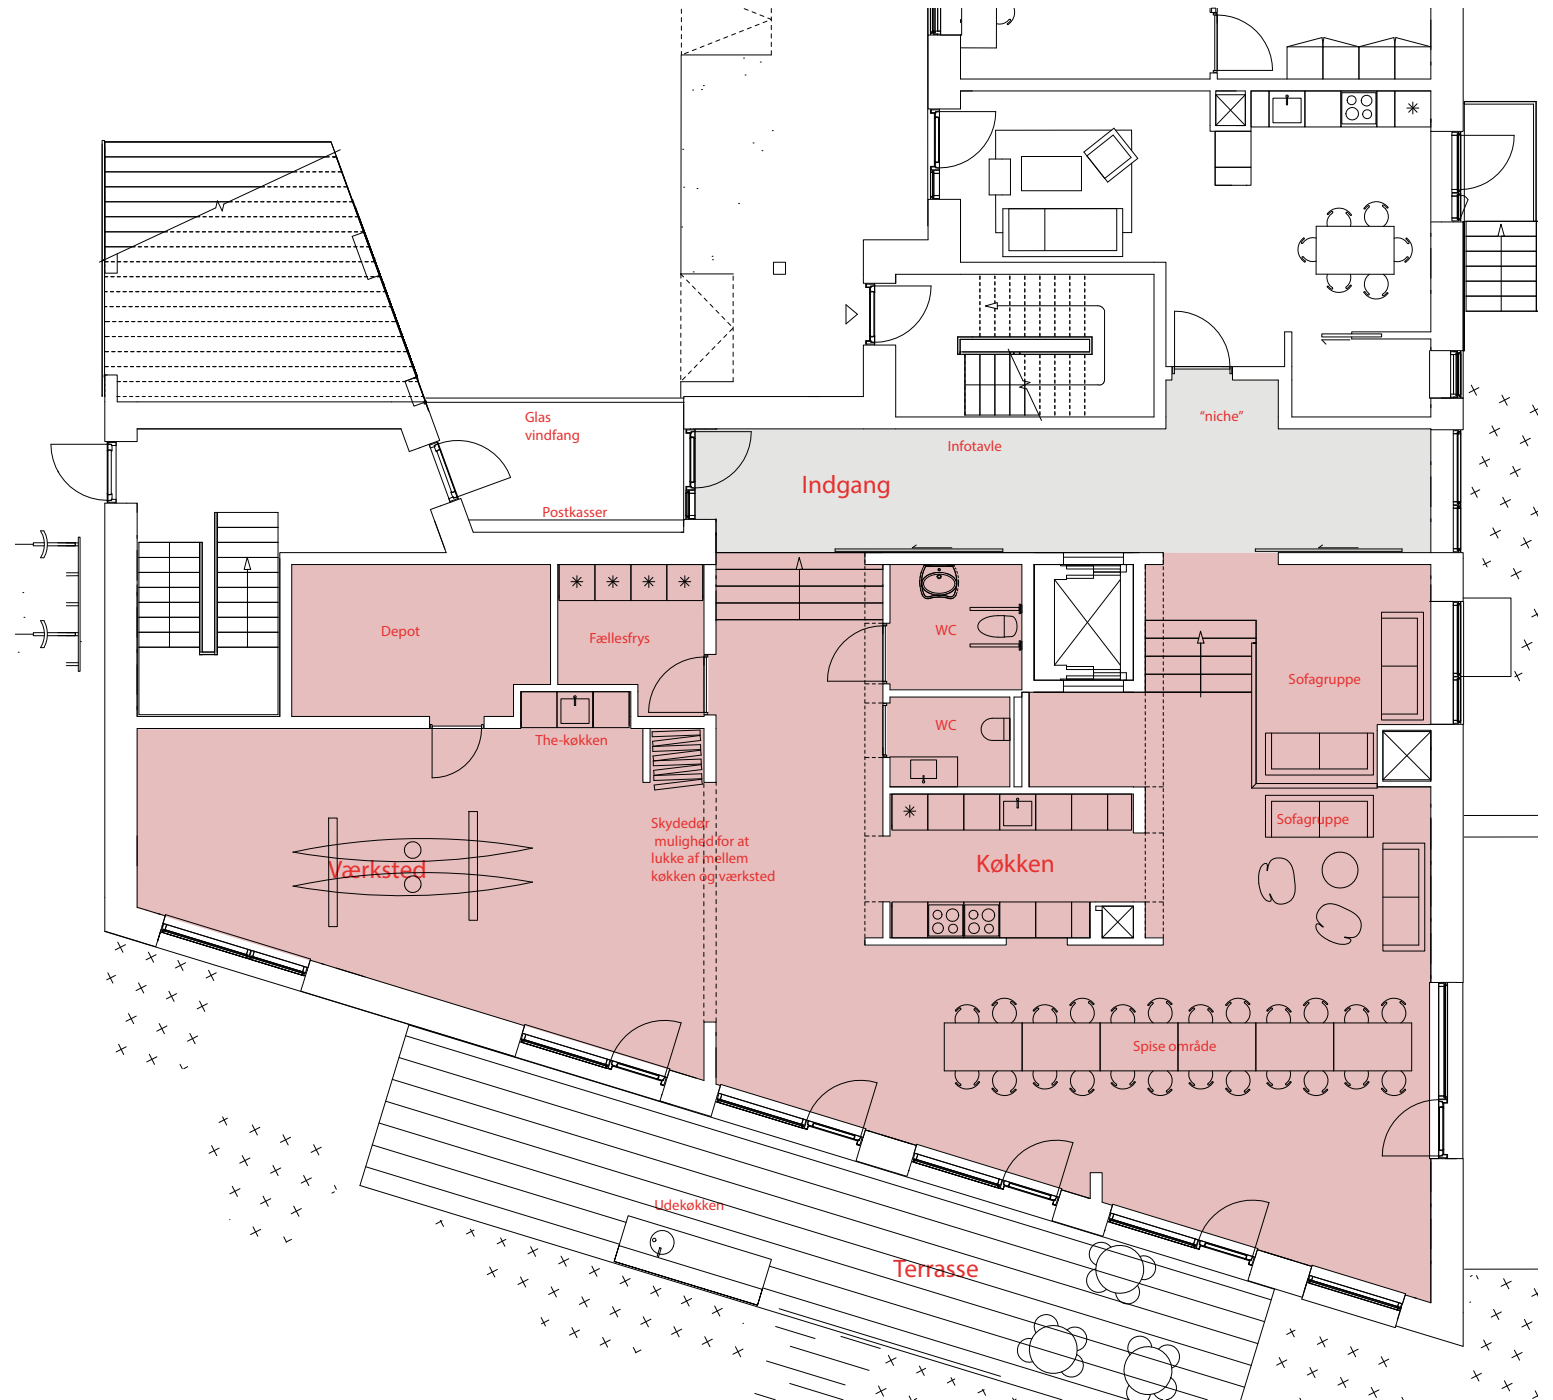 Glas
vindfang
"niche"
Infotavle
Indgang
Postkasser
Depot
Fællesfrys
WC
Sofagruppe
WC
The-køkken
Skydedør
mulighed for at
lukke af mellem
køkken og værksted
Sofagruppe
Værksted
Køkken
Spise område
Udekøkken
Terrasse